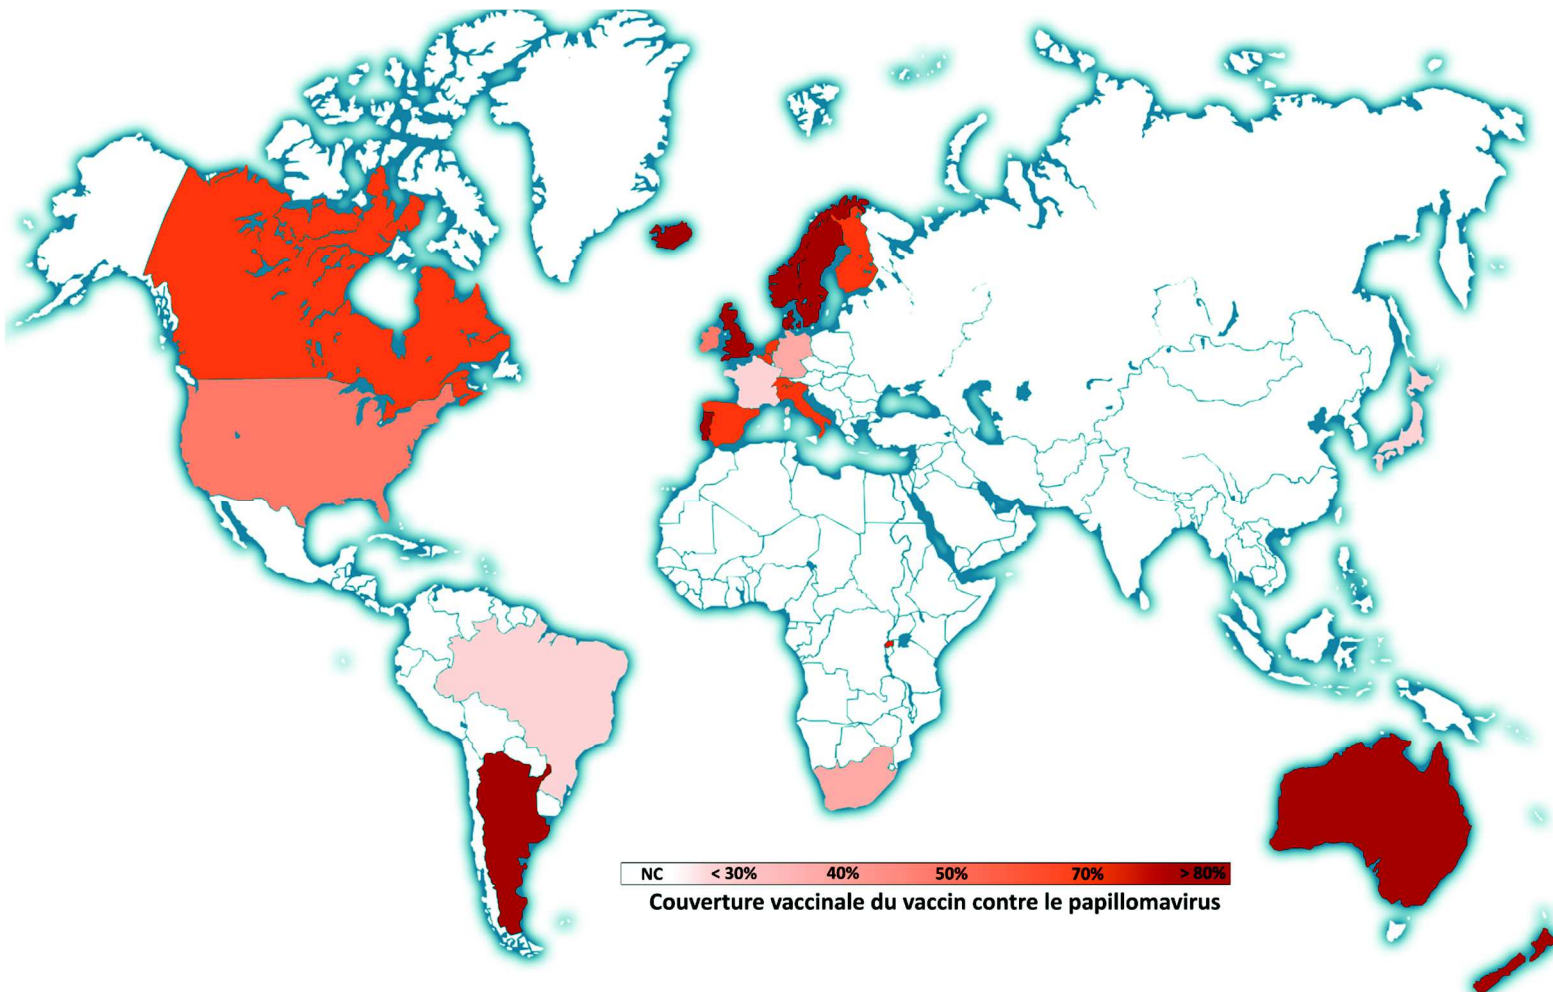 NC < 30% 40% 50% 70% > 80%
Couverture vaccinale du vaccin contre le papillomavirus